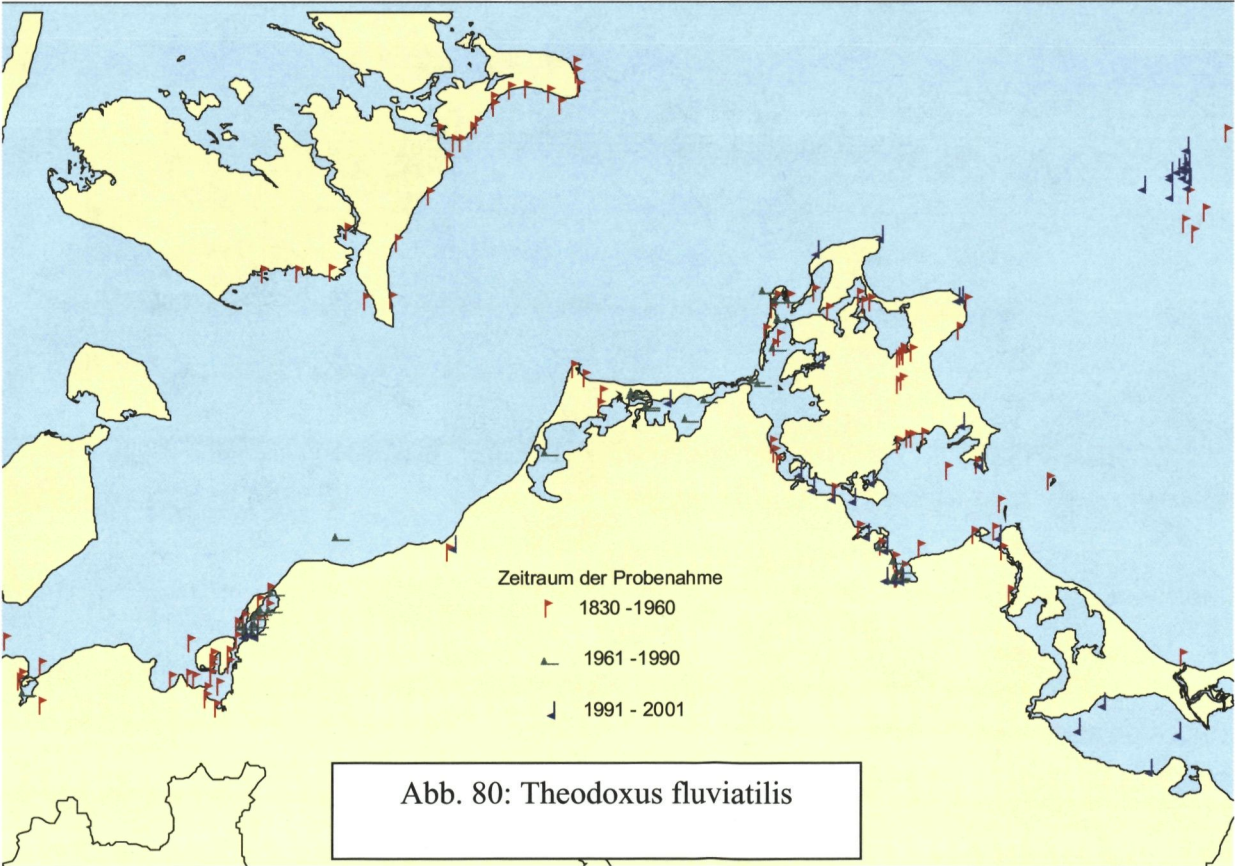 Zeitraum der Probenahme
1830 -1960
1961 -1990
1991 - 2001
Abb. 80: Theodoxus fluviatilis